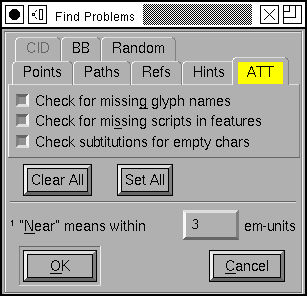 Find Problems
CID BB Random
Points Paths Refs Hints ATT
Check for missing glyph names
Check for missing scripts in features
Check subtitutions for empty chars
Clear All Set All
¹ "Near" means within 3 em-units
OK Cancel